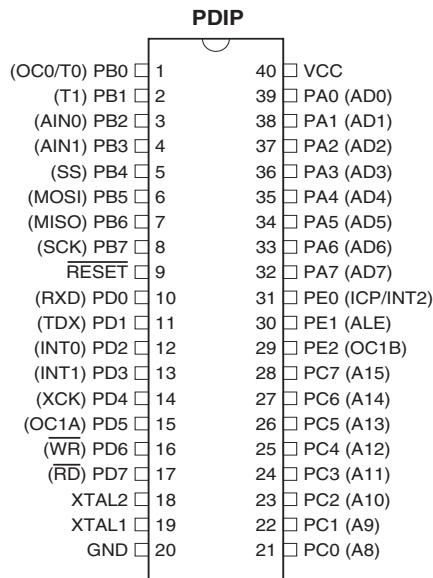 PDIP
(OC0/T0) PB0 1 40 VCC
(T1) PB1 2 39 PA0 (AD0)
(AIN0) PB2 3 38 PA1 (AD1)
(AIN1) PB3 4 37 PA2 (AD2)
(SS) PB4 5 36 PA3 (AD3)
(MOSI) PB5 6 35 PA4 (AD4)
(MISO) PB6 7 34 PA5 (AD5)
(SCK) PB7 8 33 PA6 (AD6)
RESET 9 32 PA7 (AD7)
(RXD) PD0 10 31 PE0 (ICP/INT2)
(TDX) PD1 11 30 PE1 (ALE)
(INT0) PD2 12 29 PE2 (OC1B)
(INT1) PD3 13 28 PC7 (A15)
(XCK) PD4 14 27 PC6 (A14)
(OC1A) PD5 15 26 PC5 (A13)
(WR) PD6 16 25 PC4 (A12)
(RD) PD7 17 24 PC3 (A11)
XTAL2 18 23 PC2 (A10)
XTAL1 19 22 PC1 (A9)
GND 20 21 PC0 (A8)